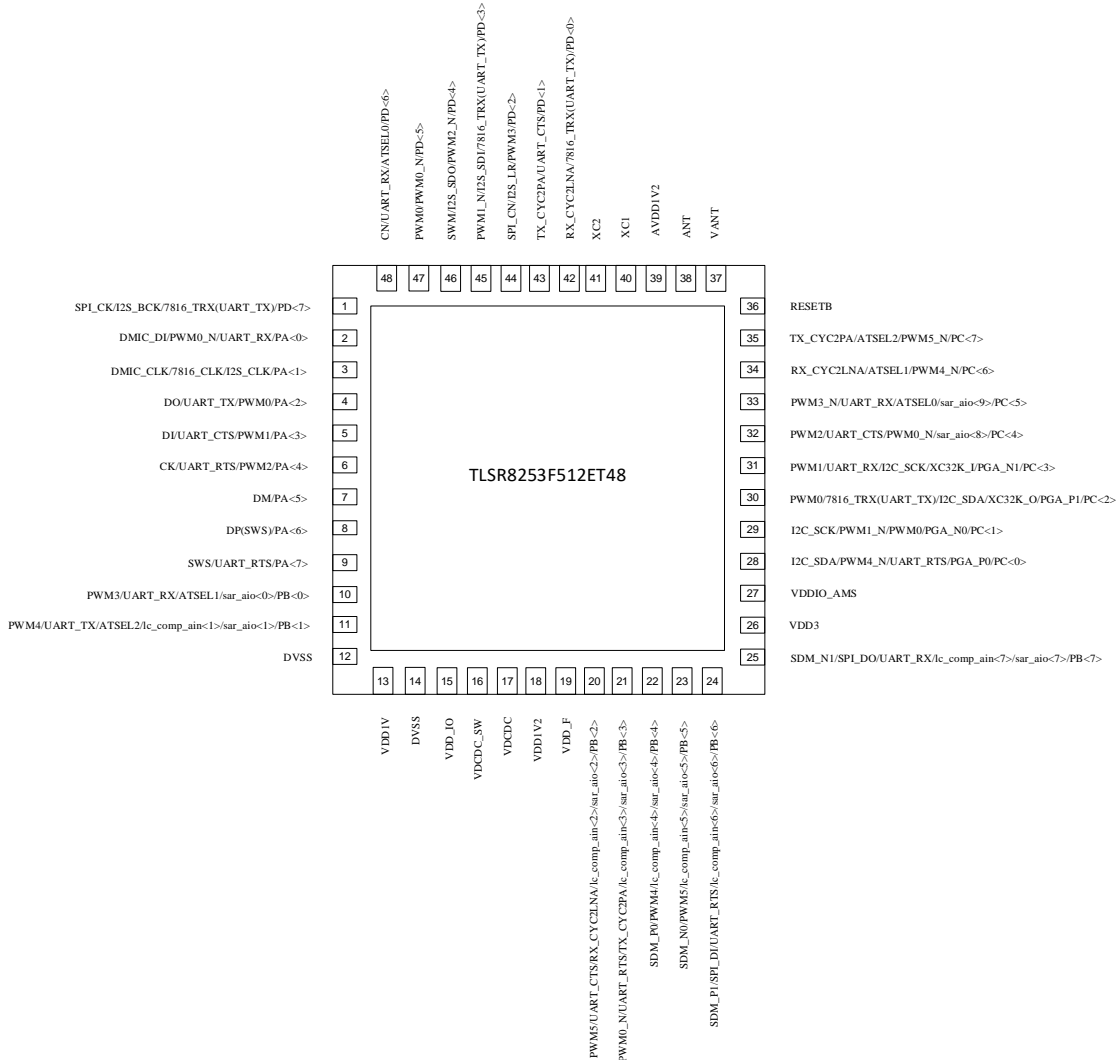 CN/UART_RX/ATSEL0/PD<6>
PWM0/PWM0_N/PD<5>
SWM/I2S_SDO/PWM2_N/PD<4>
PWM1_N/I2S_SDI/7816_TRX(UART_TX)/PD<3>
SPI_CN/I2S_LR/PWM3/PD<2>
TX_CYC2PA/UART_CTS/PD<1>
RX_CYC2LNA/7816_TRX(UART_TX)/PD<0>
XC2
XC1
AVDD1V2
ANT
VANT
48
47
46
45
44
43
42
41
40
39
38
37
SPI_CK/I2S_BCK/7816_TRX(UART_TX)/PD<7>
1
DMIC_DI/PWM0_N/UART_RX/PA<0>
2
DMIC_CLK/7816_CLK/I2S_CLK/PA<1>
3
DO/UART_TX/PWM0/PA<2>
4
DI/UART_CTS/PWM1/PA<3>
5
CK/UART_RTS/PWM2/PA<4>
6
DM/PA<5>
7
DP(SWS)/PA<6>
8
SWS/UART_RTS/PA<7>
9
PWM3/UART_RX/ATSEL1/sar_aio<0>/PB<0>
10
PWM4/UART_TX/ATSEL2/lc_comp_ain<1>/sar_aio<1>/PB<1>
11
DVSS
12
TLSR8253F512ET48
36
RESETB
35
TX_CYC2PA/ATSEL2/PWM5_N/PC<7>
34
RX_CYC2LNA/ATSEL1/PWM4_N/PC<6>
33
PWM3_N/UART_RX/ATSEL0/sar_aio<9>/PC<5>
32
PWM2/UART_CTS/PWM0_N/sar_aio<8>/PC<4>
31
PWM1/UART_RX/I2C_SCK/XC32K_I/PGA_N1/PC<3>
30
PWM0/7816_TRX(UART_TX)/I2C_SDA/XC32K_O/PGA_P1/PC<2>
29
I2C_SCK/PWM1_N/PWM0/PGA_N0/PC<1>
28
I2C_SDA/PWM4_N/UART_RTS/PGA_P0/PC<0>
27
VDDIO_AMS
26
VDD3
25
SDM_N1/SPI_DO/UART_RX/lc_comp_ain<7>/sar_aio<7>/PB<7>
13
14
15
16
17
18
19
20
21
22
23
24
VDD1V
DVSS
VDD_IO
VDCDC_SW
VDCDC
VDD1V2
VDD_F
PWM5/UART_CTS/RX_CYC2LNA/lc_comp_ain<2>/sar_aio<2>/PB<2>
PWM0_N/UART_RTS/TX_CYC2PA/lc_comp_ain<3>/sar_aio<3>/PB<3>
SDM_P0/PWM4/lc_comp_ain<4>/sar_aio<4>/PB<4>
SDM_N0/PWM5/lc_comp_ain<5>/sar_aio<5>/PB<5>
SDM_P1/SPI_DI/UART_RTS/lc_comp_ain<6>/sar_aio<6>/PB<6>